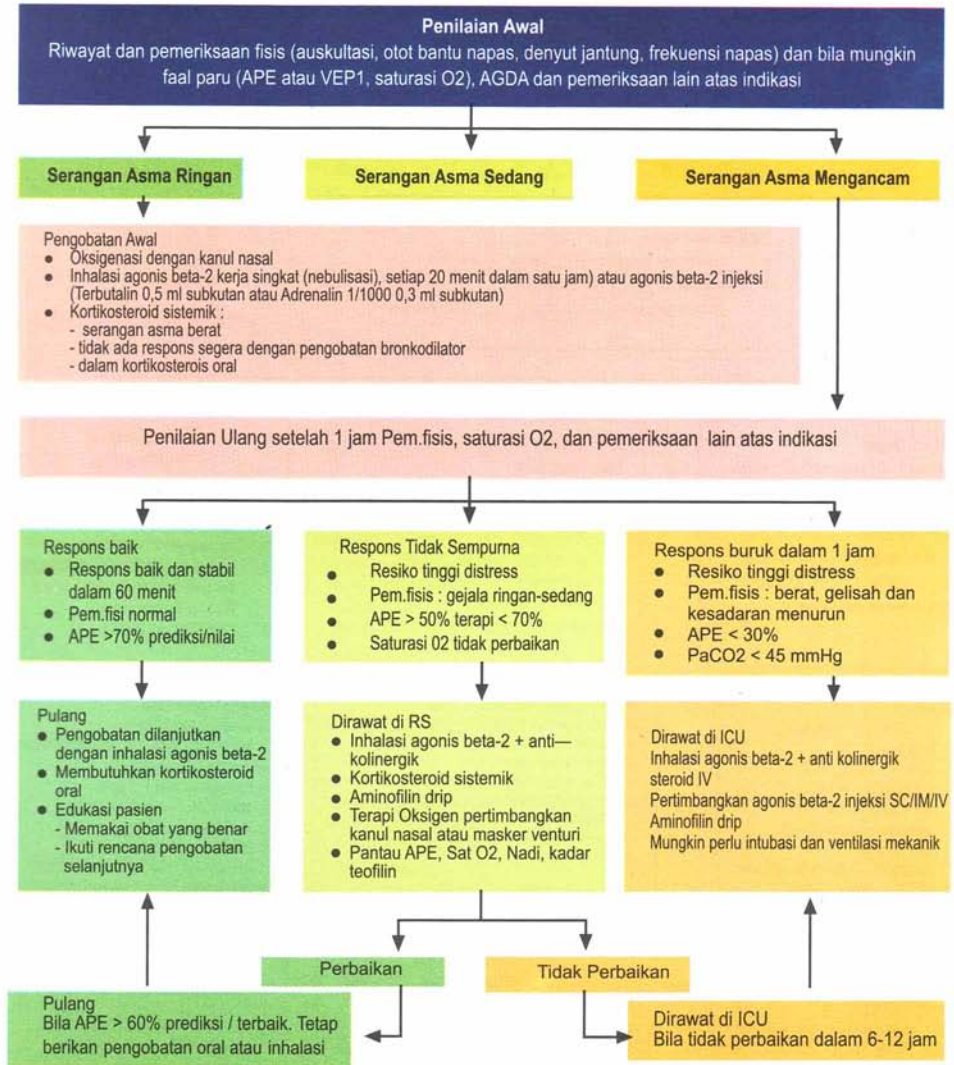 Penilaian Awal
Riwayat dan pemeriksaan fisis (auskultasi, otot bantu napas, denyut jantung, frekuensi napas) dan bila mungkin
faal paru (APE atau VEP1, saturasi O2), AGDA dan pemeriksaan lain atas indikasi
Serangan Asma Ringan
Serangan Asma Sedang
Serangan Asma Mengancam
Pengobatan Awal
● Oksigenasi dengan kanul nasal
● Inhalasi agonis beta-2 kerja singkat (nebulisasi), setiap 20 menit dalam satu jam) atau agonis beta-2 injeksi
(Terbutalin 0,5 ml subkutan atau Adrenalin 1/1000 0,3 ml subkutan)
● Kortikosteroid sistemik :
- serangan asma berat
- tidak ada respons segera dengan pengobatan bronkodilator
- dalam kortikosterois oral
Penilaian Ulang setelah 1 jam Pem.fisis, saturasi O2, dan pemeriksaan lain atas indikasi
Respons baik
● Respons baik dan stabil
dalam 60 menit
● Pem.fisi normal
● APE >70% prediksi/nilai
Respons Tidak Sempurna
● Resiko tinggi distress
● Pem.fisis : gejala ringan-sedang
● APE > 50% terapi < 70%
● Saturasi 02 tidak perbaikan
Respons buruk dalam 1 jam
● Resiko tinggi distress
● Pem.fisis : berat, gelisah dan
kesadaran menurun
● APE < 30%
● PaCO2 < 45 mmHg
Pulang
● Pengobatan dilanjutkan
dengan inhalasi agonis beta-2
● Membutuhkan kortikosteroid
oral
● Edukasi pasien
- Memakai obat yang benar
- Ikuti rencana pengobatan
selanjutnya
Dirawat di RS
● Inhalasi agonis beta-2 + anti—
kolinergik
● Kortikosteroid sistemik
● Aminofilin drip
● Terapi Oksigen pertimbangkan
kanul nasal atau masker venturi
● Pantau APE, Sat O2, Nadi, kadar
teofilin
Dirawat di ICU
Inhalasi agonis beta-2 + anti kolinergik
steroid IV
Pertimbangkan agonis beta-2 injeksi SC/IM/IV
Aminofilin drip
Mungkin perlu intubasi dan ventilasi mekanik
Perbaikan
Tidak Perbaikan
Pulang
Bila APE > 60% prediksi / terbaik. Tetap
berikan pengobatan oral atau inhalasi
Dirawat di ICU
Bila tidak perbaikan dalam 6-12 jam